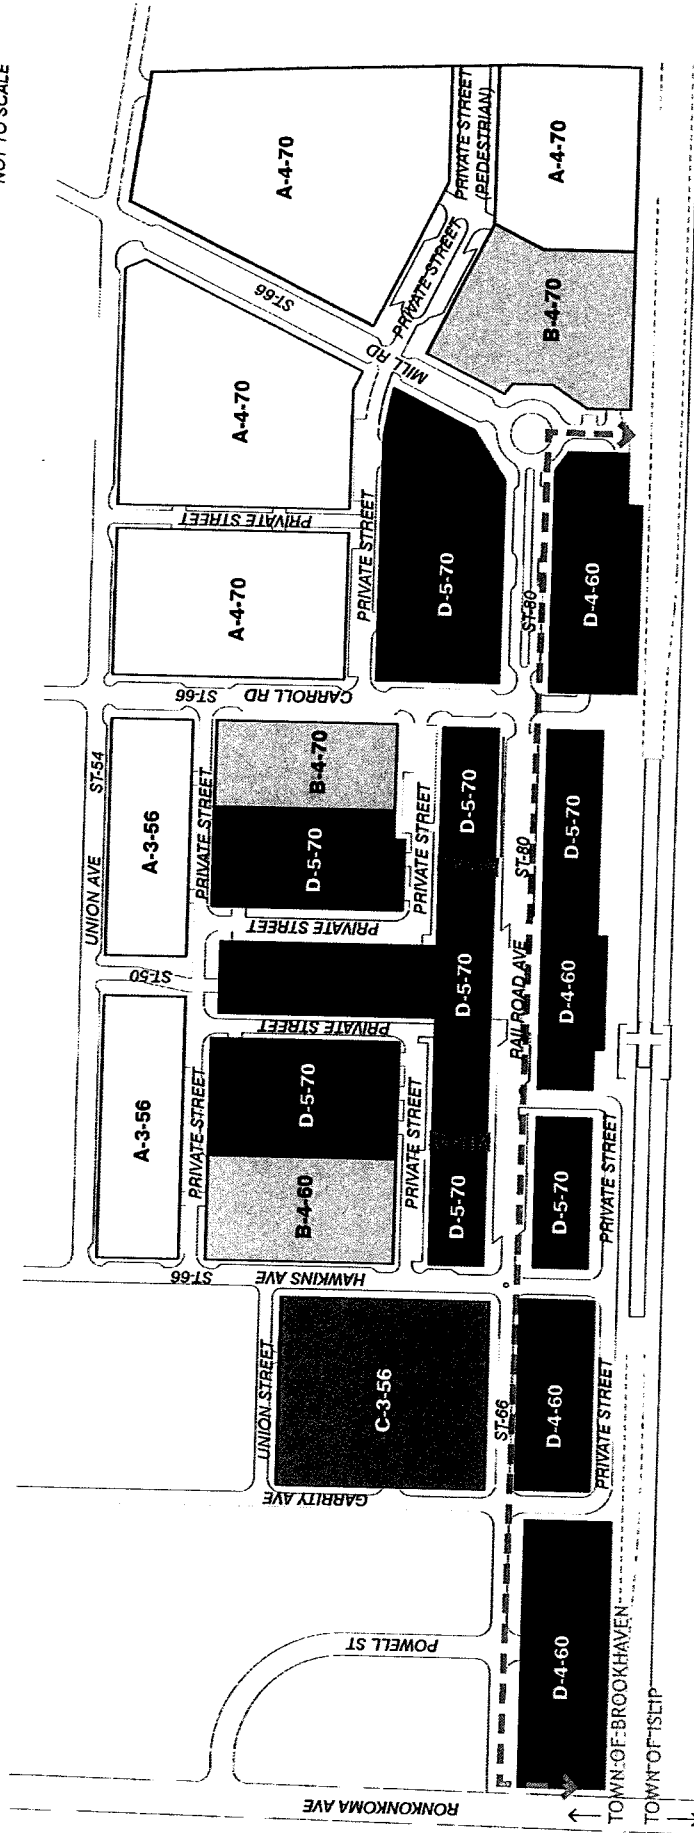 NOT TO SCALE
A-4-70
PRIVATE STREET
(PEDESTRIAN)
A-4-70
ST-66
PRIVATE STREET
B-4-70
MILL RD
A-4-70
PRIVATE STREET
PRIVATE STREET
D-5-70
ST-80
D-4-60
A-4-70
CARROLL RD
ST-66
UNION AVE
ST-54
A-3-56
PRIVATE STREET
B-4-70
D-5-70
PRIVATE STREET
D-5-70
ST-80
D-5-70
PRIVATE STREET
ST-50
D-5-70
RAILROAD AVE
D-4-60
PRIVATE STREET
A-3-56
PRIVATE STREET
D-5-70
B-4-60
PRIVATE STREET
D-5-70
D-5-70
PRIVATE STREET
ST-66
HAWKINS AVE
UNION STREET
C-3-56
ST-66
D-4-60
PRIVATE STREET
GARRITY AVE
POWELL ST
D-4-60
RONKONKOMA AVE
TOWN OF BROOKHAVEN
TOWN OF ISLIP